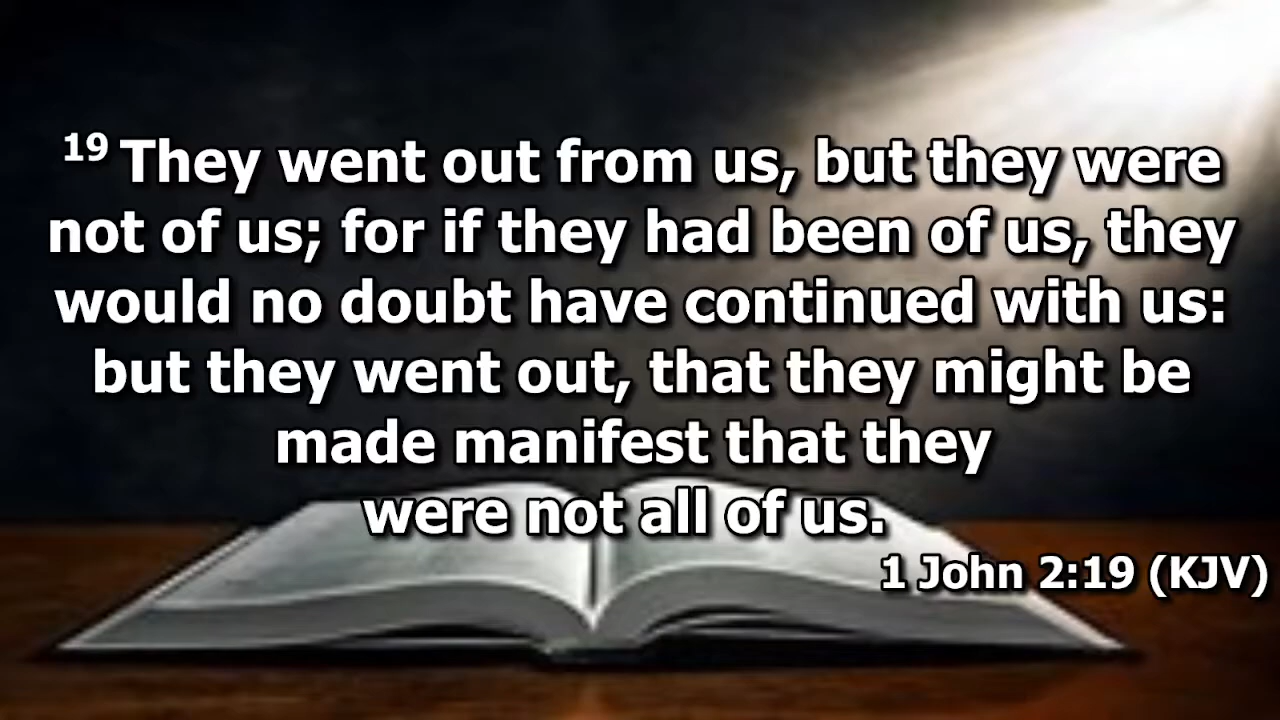 19 They went out from us, but they were
not of us; for if they had been of us, they
would no doubt have continued with us:
but they went out, that they might be
made manifest that they
were not all of us.
1 John 2:19 (KJV)